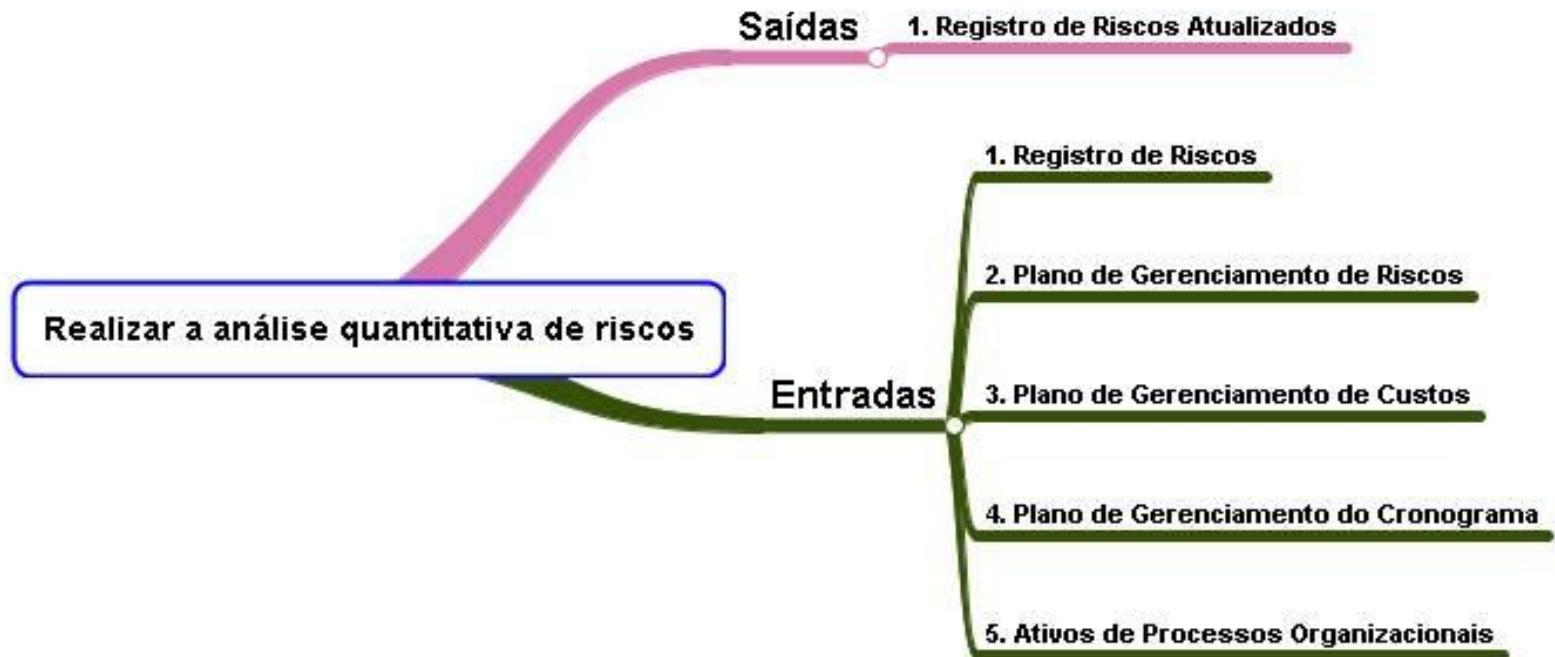 Saídas
1. Registro de Riscos Atualizados
Realizar a análise quantitativa de riscos
Entradas
1. Registro de Riscos
2. Plano de Gerenciamento de Riscos
3. Plano de Gerenciamento de Custos
4. Plano de Gerenciamento do Cronograma
5. Ativos de Processos Organizacionais